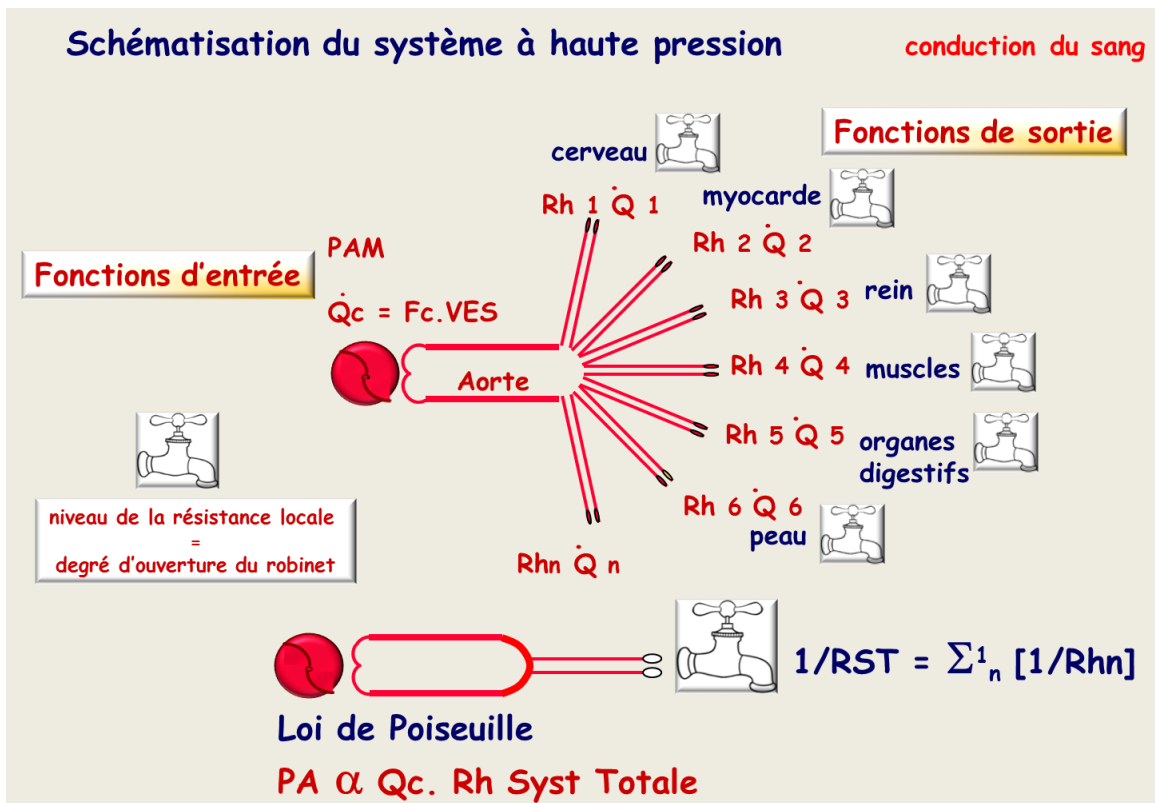 Schématisation du système à haute pression
conduction du sang
Fonctions d'entrée
PAM
Q̇c = Fc.VES
Aorte
Fonctions de sortie
cerveau
Rh 1 Q̇ 1
myocarde
Rh 2 Q̇ 2
rein
Rh 3 Q̇ 3
Rh 4 Q̇ 4 muscles
Rh 5 Q̇ 5 organes
digestifs
Rh 6 Q̇ 6
peau
Rhn Q̇ n
niveau de la résistance locale
=
degré d'ouverture du robinet
1/RST = Σ¹ₙ [1/Rhn]
Loi de Poiseuille
PA α Qc. Rh Syst Totale